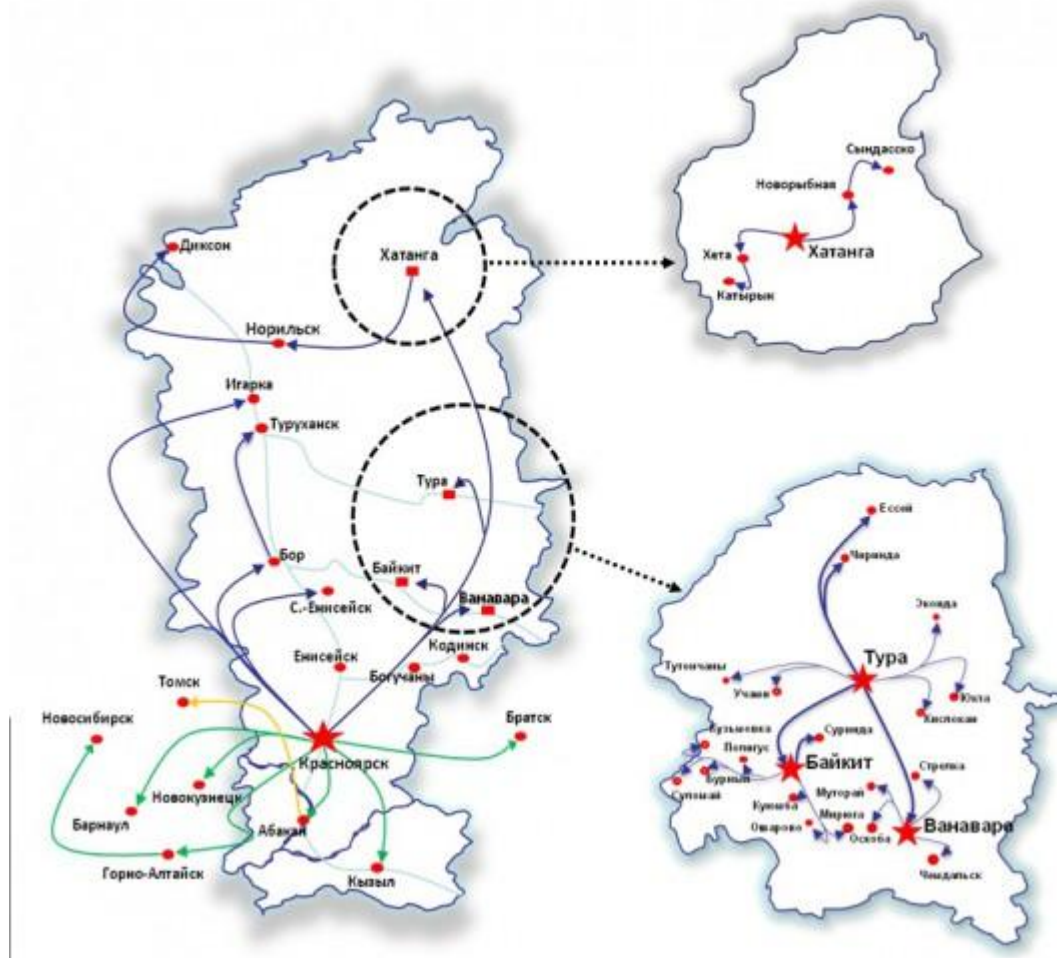 Диксон
Хатанга
Норильск
Игарка
Туруханск
Тура
Бор
Байкит
С.-Енисейск
Ванавара
Енисейск
Богучаны
Кодинск
Томск
Новосибирск
Братск
Красноярск
Новокузнецк
Барнаул
Абакан
Горно-Алтайск
Кызыл
Сындасско
Новорыбная
Хатанга
Хета
Катырык
Ессей
Чиринда
Эконда
Тура
Тутончаны
Учами
Юкта
Кислокан
Кузьмовка
Полигус
Суринда
Байкит
Бурный
Суломай
Стрелка
Муторай
Куюмба
Мирюга
Ошарово
Оскоба
Ванавара
Чемдальск